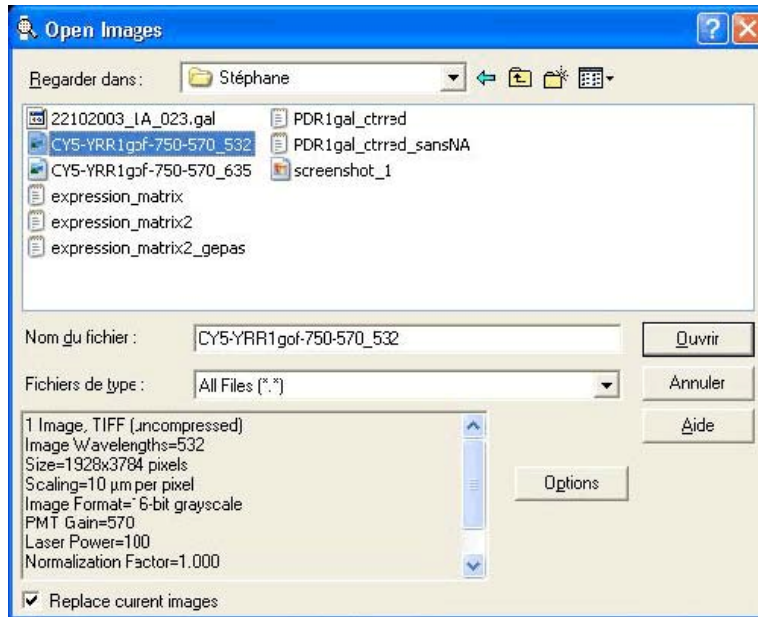 Open Images
Regarder dans :
Stéphane
22102003_1A_023.gal
CY5-YRR1gof-750-570_532
CY5-YRR1gof-750-570_635
expression_matrix
expression_matrix2
expression_matrix2_gepas
PDR1gal_ctrred
PDR1gal_ctrred_sansNA
screenshot_1
Nom du fichier :
CY5-YRR1gof-750-570_532
Ouvrir
Fichiers de type :
All Files (*.*)
Annuler
Aide
1 Image, TIFF (uncompressed)
Image Wavelengths=532
Size=1928x3784 pixels
Scaling=10 µm per pixel
Image Format=16-bit grayscale
PMT Gain=570
Laser Power=100
Normalization Factor=1.000
Options
Replace current images